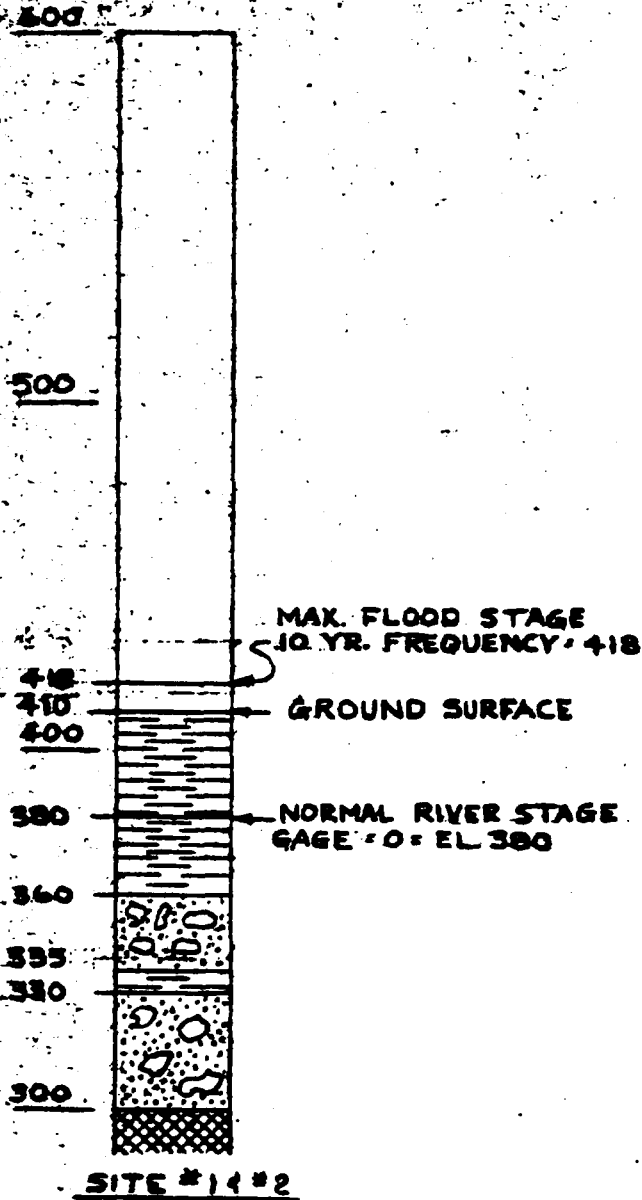 600
500
MAX. FLOOD STAGE
10 YR. FREQUENCY = 418
418
410
GROUND SURFACE
400
380
NORMAL RIVER STAGE
GAGE = 0 = EL 380
360
335
330
300
SITE #1 & #2